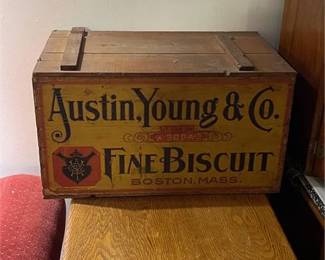 Austin, Young & Co.
FINE BISCUIT
BOSTON, MASS.